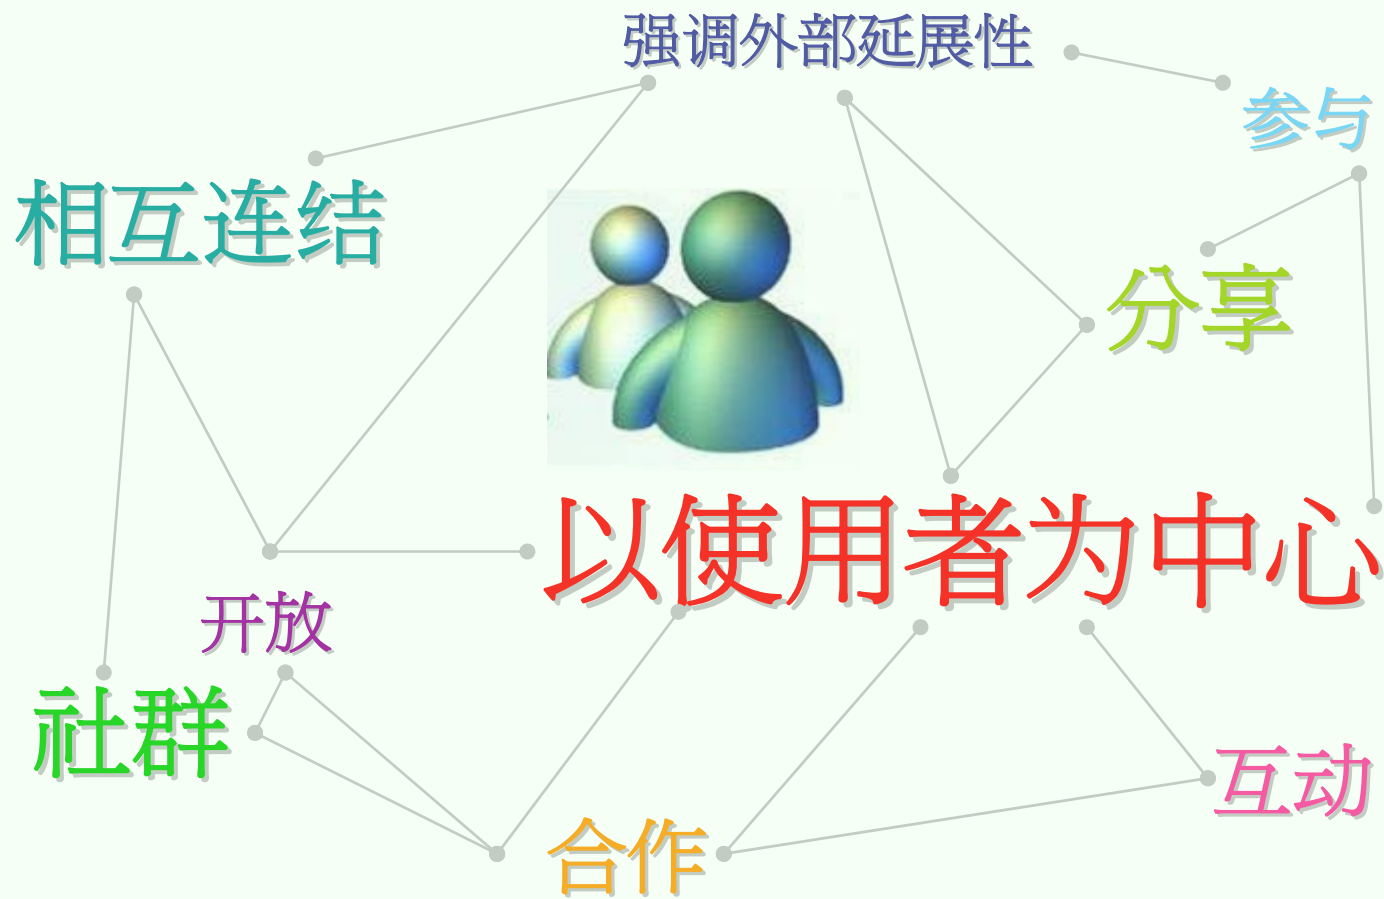 强调外部延展性
参与
相互连结
分享
以使用者为中心
开放
社群
互动
合作